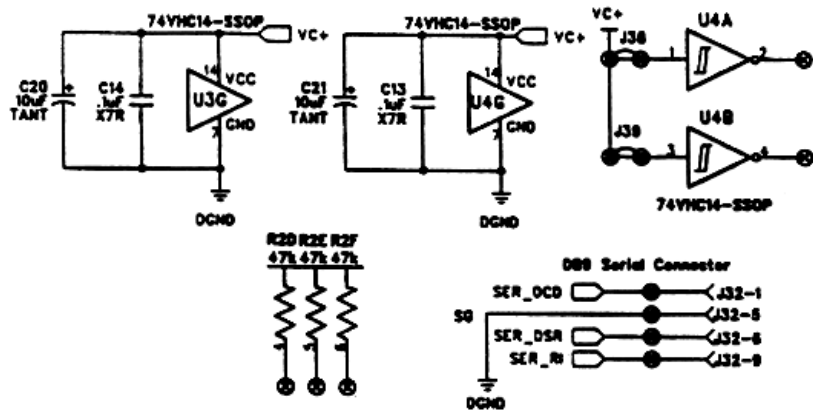 74VHC14-SSOP
VC+
C20
10uF
TANT
C14
.1uF
X7R
14
VCC
U3G
GND
7
DGND
74VHC14-SSOP
VC+
C21
10uF
TANT
C13
.1uF
X7R
14
VCC
U4G
GND
7
DGND
VC+
J38
1
U4A
2
J39
3
U4B
4
74VHC14-SSOP
R2D R2E R2F
47k 47k 47k
DB9 Serial Connector
SER_DCD
J32-1
SG
J32-5
SER_DSR
J32-6
SER_RI
J32-9
DGND